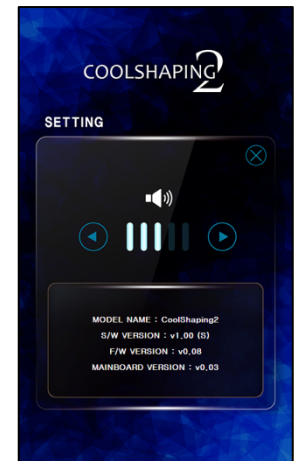 COOLSHAPING2
SETTING
MODEL NAME : CoolShaping2
S/W VERSION : v1.00 (S)
F/W VERSION : v0.08
MAINBOARD VERSION : v0.03